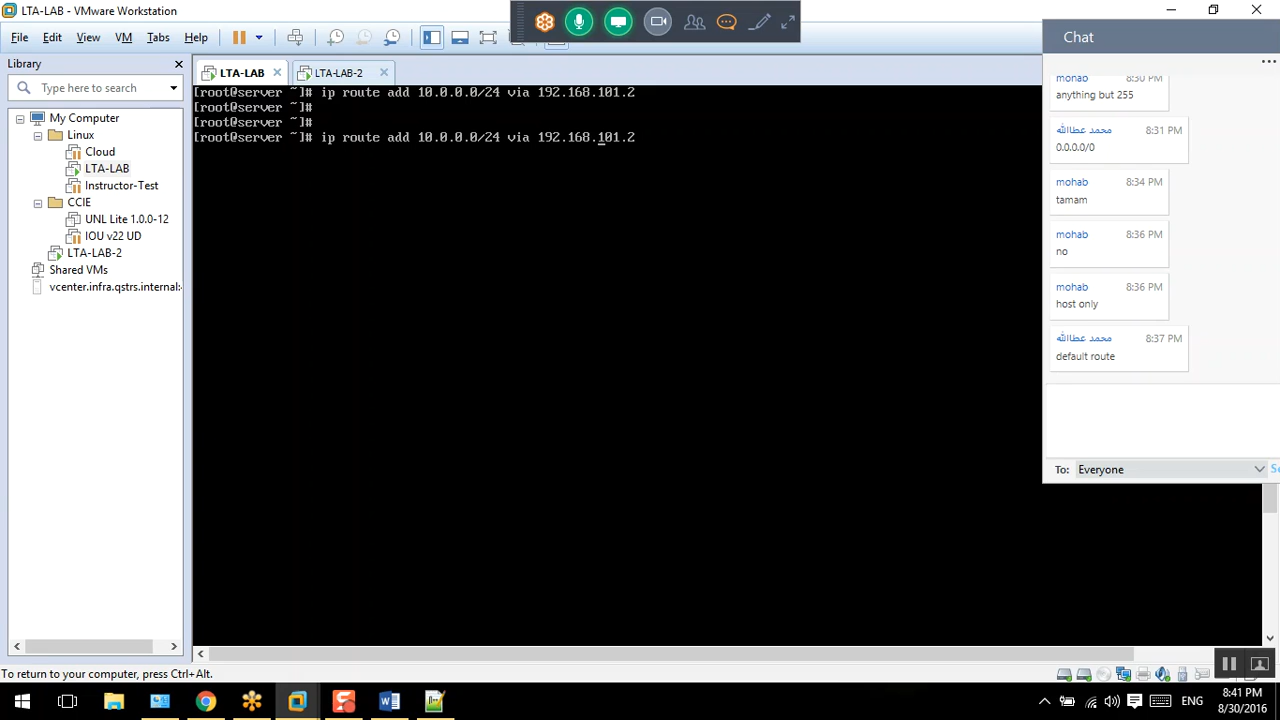 LTA-LAB - VMware Workstation
File Edit View VM Tabs Help
Chat
Library
Type here to search
My Computer
Linux
Cloud
LTA-LAB
Instructor-Test
CCIE
UNL Lite 1.0.0-12
IOU v22 UD
LTA-LAB-2
Shared VMs
vcenter.infra.qstrs.internal:
LTA-LAB
LTA-LAB-2
[root@server ~]# ip route add 10.0.0.0/24 via 192.168.101.2
[root@server ~]#
[root@server ~]#
[root@server ~]# ip route add 10.0.0.0/24 via 192.168.101.2
mohab 8:30 PM
anything but 255
محمد عطاالله 8:31 PM
0.0.0.0/0
mohab 8:34 PM
tamam
mohab 8:36 PM
no
mohab 8:36 PM
host only
محمد عطاالله 8:37 PM
default route
To: Everyone
To return to your computer, press Ctrl+Alt.
ENG
8:41 PM
8/30/2016